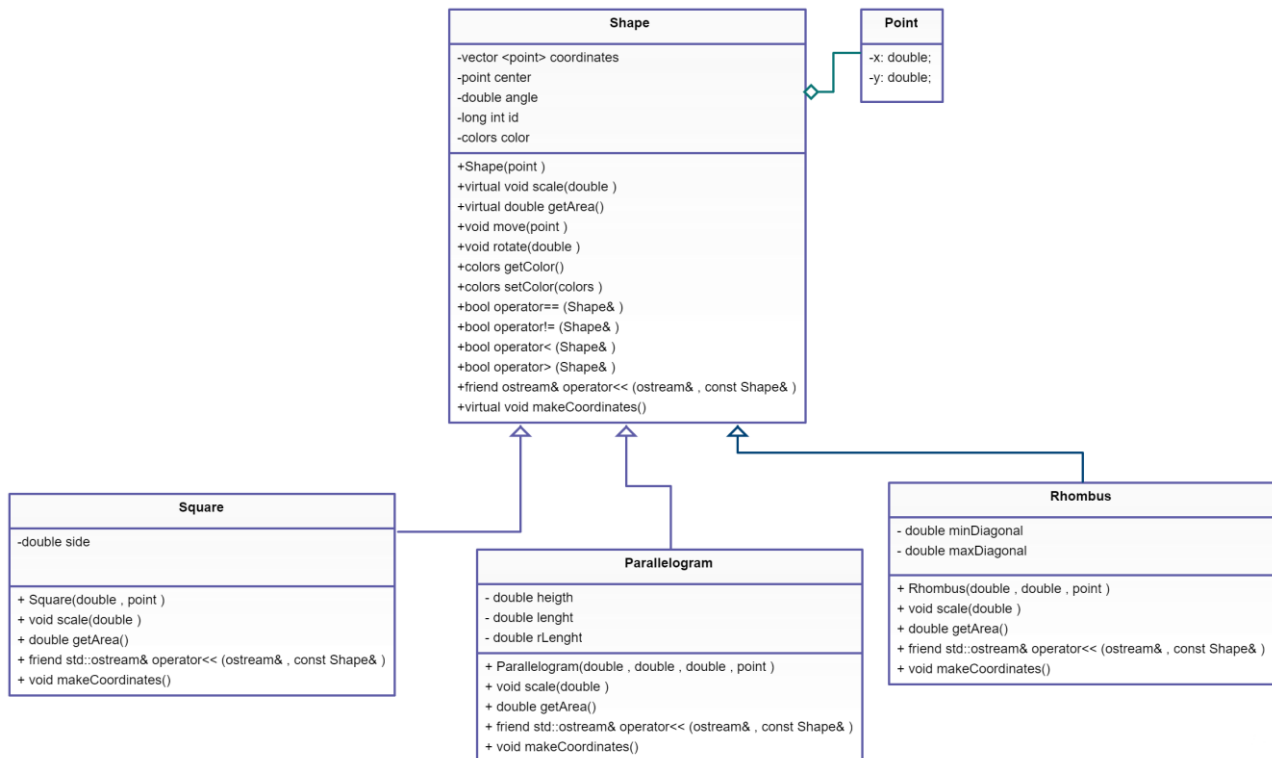 Shape
-vector <point> coordinates
-point center
-double angle
-long int id
-colors color
+Shape(point )
+virtual void scale(double )
+virtual double getArea()
+void move(point )
+void rotate(double )
+colors getColor()
+colors setColor(colors )
+bool operator== (Shape& )
+bool operator!= (Shape& )
+bool operator< (Shape& )
+bool operator> (Shape& )
+friend ostream& operator<< (ostream& , const Shape& )
+virtual void makeCoordinates()
Point
-x: double;
-y: double;
Square
-double side
+ Square(double , point )
+ void scale(double )
+ double getArea()
+ friend std::ostream& operator<< (ostream& , const Shape& )
+ void makeCoordinates()
Parallelogram
- double heigth
- double lenght
- double rLenght
+ Parallelogram(double , double , double , point )
+ void scale(double )
+ double getArea()
+ friend std::ostream& operator<< (ostream& , const Shape& )
+ void makeCoordinates()
Rhombus
- double minDiagonal
- double maxDiagonal
+ Rhombus(double , double , point )
+ void scale(double )
+ double getArea()
+ friend std::ostream& operator<< (ostream& , const Shape& )
+ void makeCoordinates()